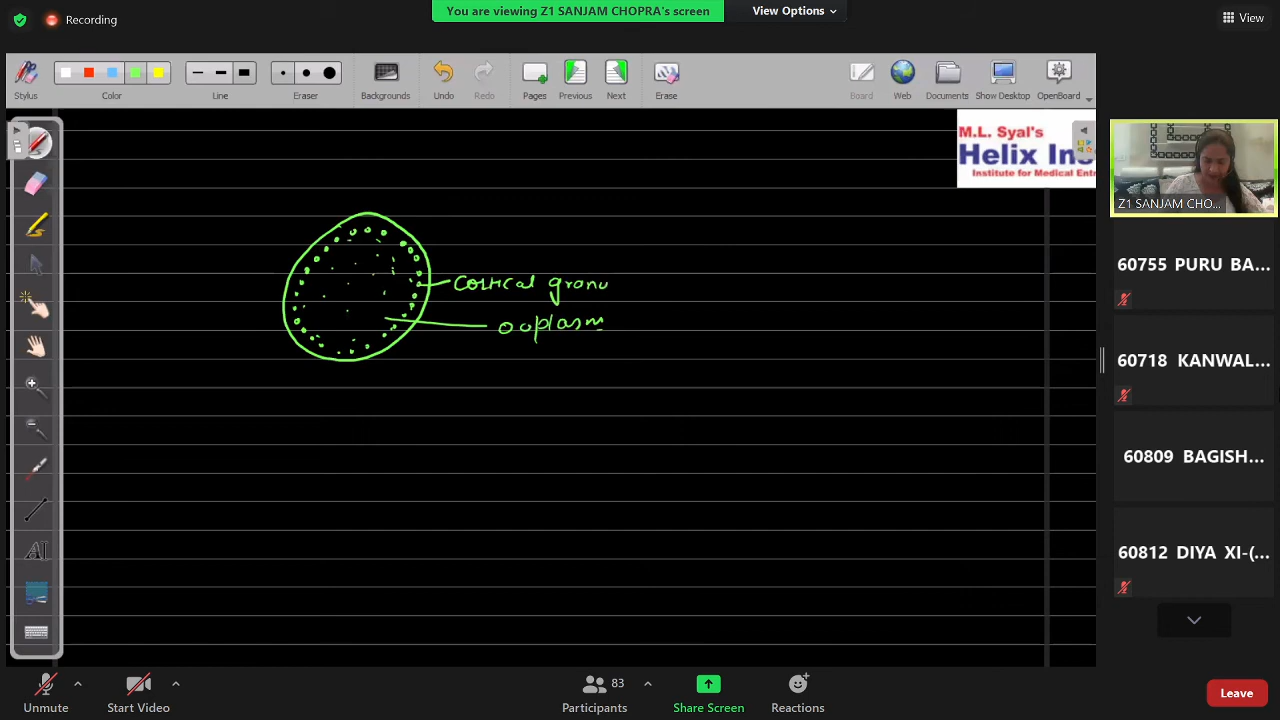 Recording
You are viewing Z1 SANJAM CHOPRA's screen
View Options
View
Stylus
Color
Line
Eraser
Backgrounds
Undo
Redo
Pages
Previous
Next
Erase
Board
Web
Documents
Show Desktop
OpenBoard
M.L. Syal's
Helix Ins
Institute for Medical Entr
Cortical granu
ooplasm
Z1 SANJAM CHO...
60755 PURU BA...
60718 KANWAL...
60809 BAGISH...
60812 DIYA XI-(...
Unmute
Start Video
83
Participants
Share Screen
Reactions
Leave